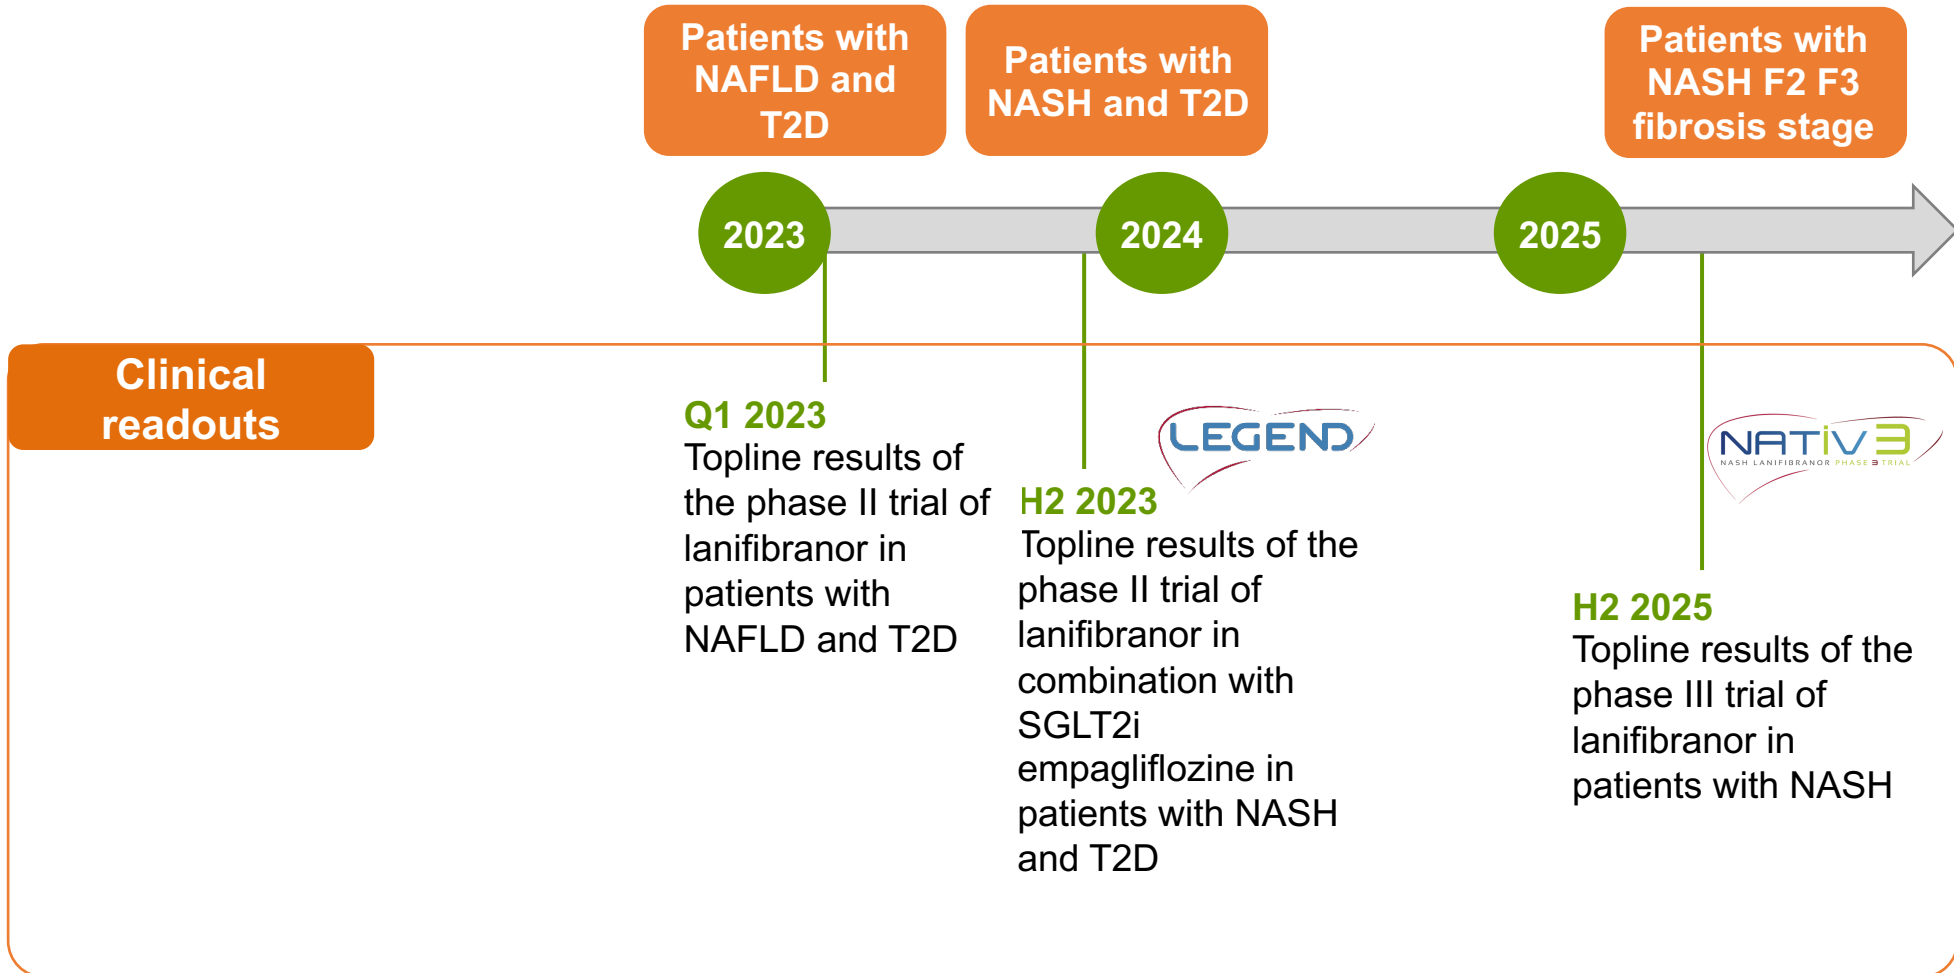 Patients with
NAFLD and
T2D
Patients with
NASH and T2D
Patients with
NASH F2 F3
fibrosis stage
2023
2024
2025
Clinical
readouts
Q1 2023
Topline results of
the phase II trial of
lanifibranor in
patients with
NAFLD and T2D
LEGEND
H2 2023
Topline results of the
phase II trial of
lanifibranor in
combination with
SGLT2i
empagliflozine in
patients with NASH
and T2D
NATiV3
NASH LANIFIBRANOR PHASE 3 TRIAL
H2 2025
Topline results of the
phase III trial of
lanifibranor in
patients with NASH